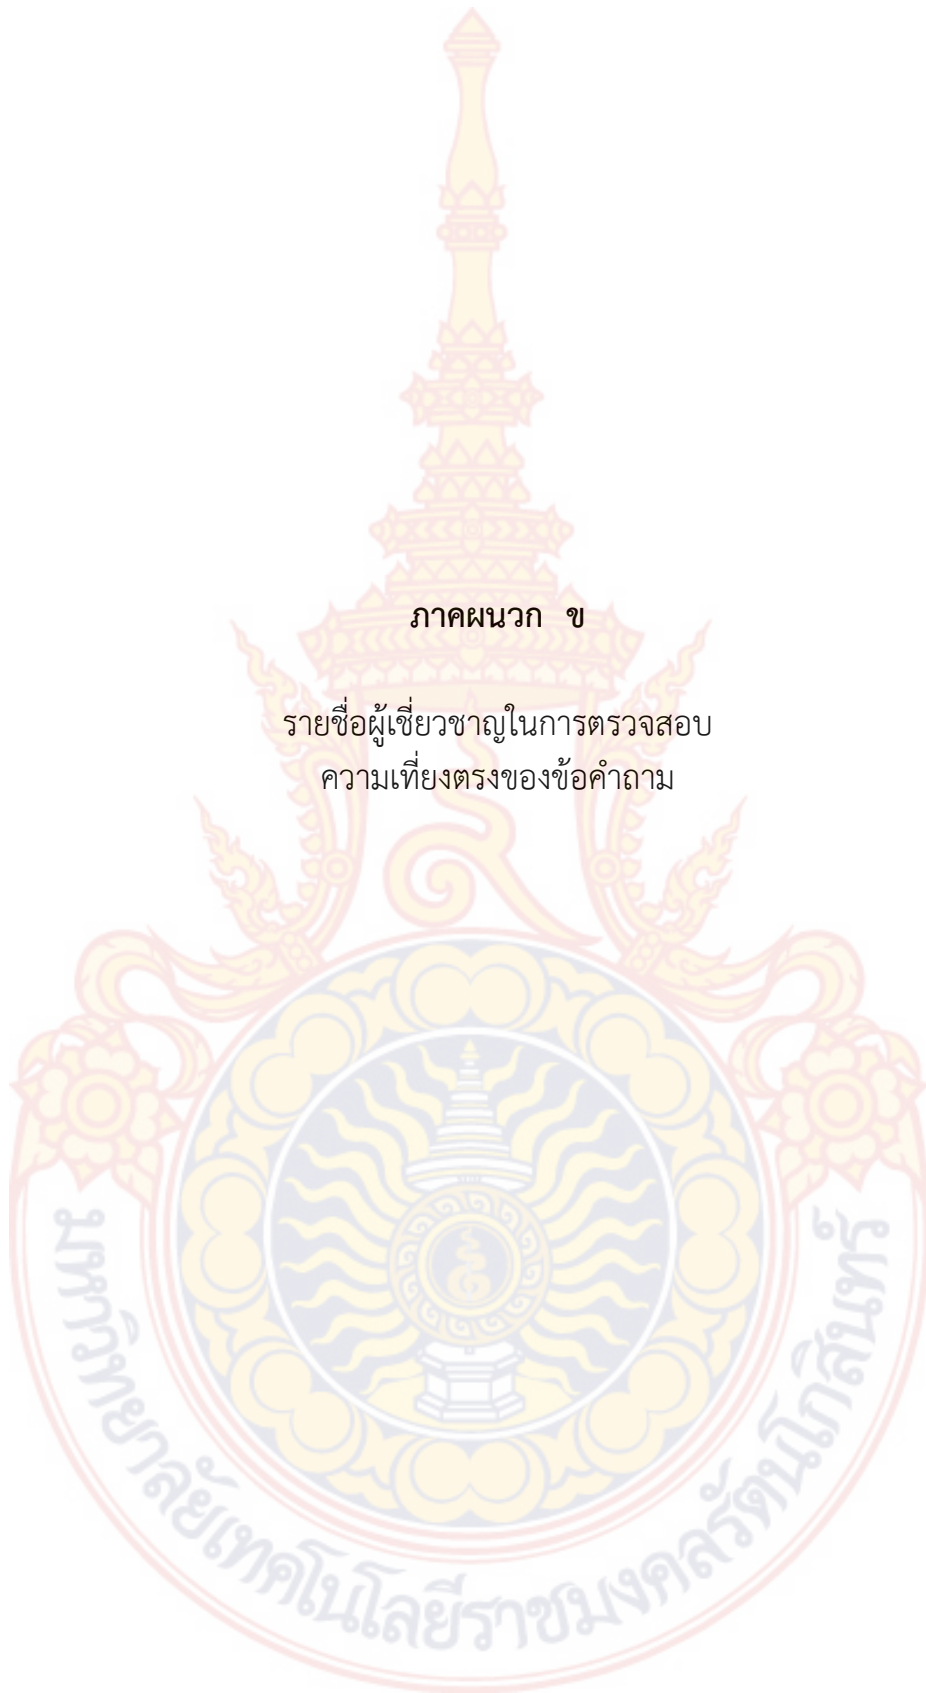 ภาคผนวก ข
รายชื่อผู้เชี่ยวชาญในการตรวจสอบ
ความเที่ยงตรงของข้อคำถาม
มหาวิทยาลัยเทคโนโลยีราชมงคลรัตนโกสินทร์